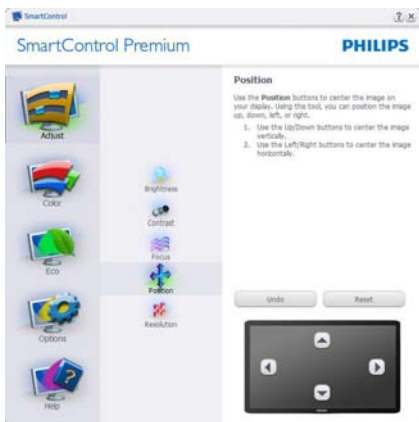 SmartControl
SmartControl Premium
PHILIPS
Adjust
Color
Eco
Options
Help
Brightness
Contrast
Focus
Position
Resolution
Position
Use the Position buttons to center the image on
your display. Using the tool, you can position the image
up, down, left, or right.
1. Use the Up/Down buttons to center the image
vertically.
2. Use the Left/Right buttons to center the image
horizontally.
Undo
Reset